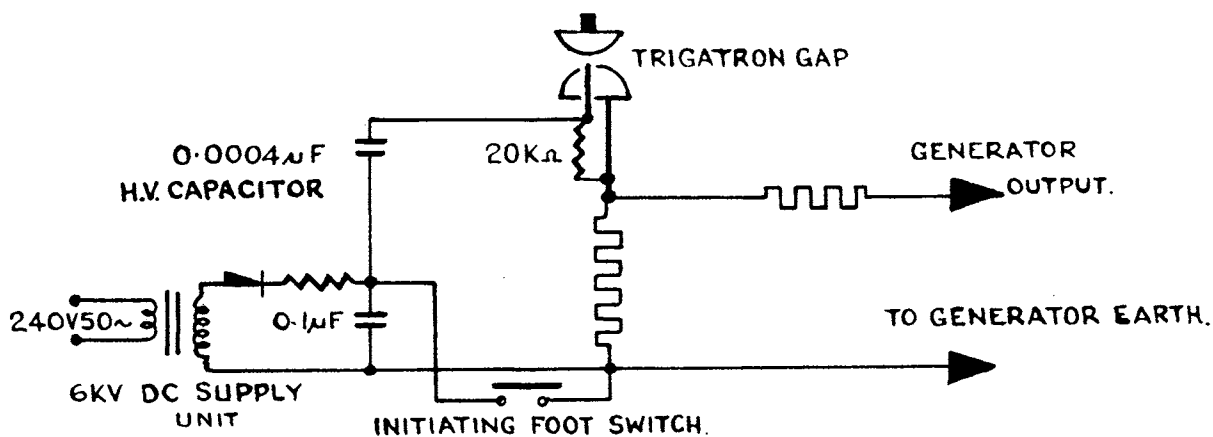 TRIGATRON GAP
0.0004μF
H.V. CAPACITOR
20KΩ
GENERATOR
OUTPUT.
240V50~
0.1μF
TO GENERATOR EARTH.
6KV DC SUPPLY
UNIT
INITIATING FOOT SWITCH.